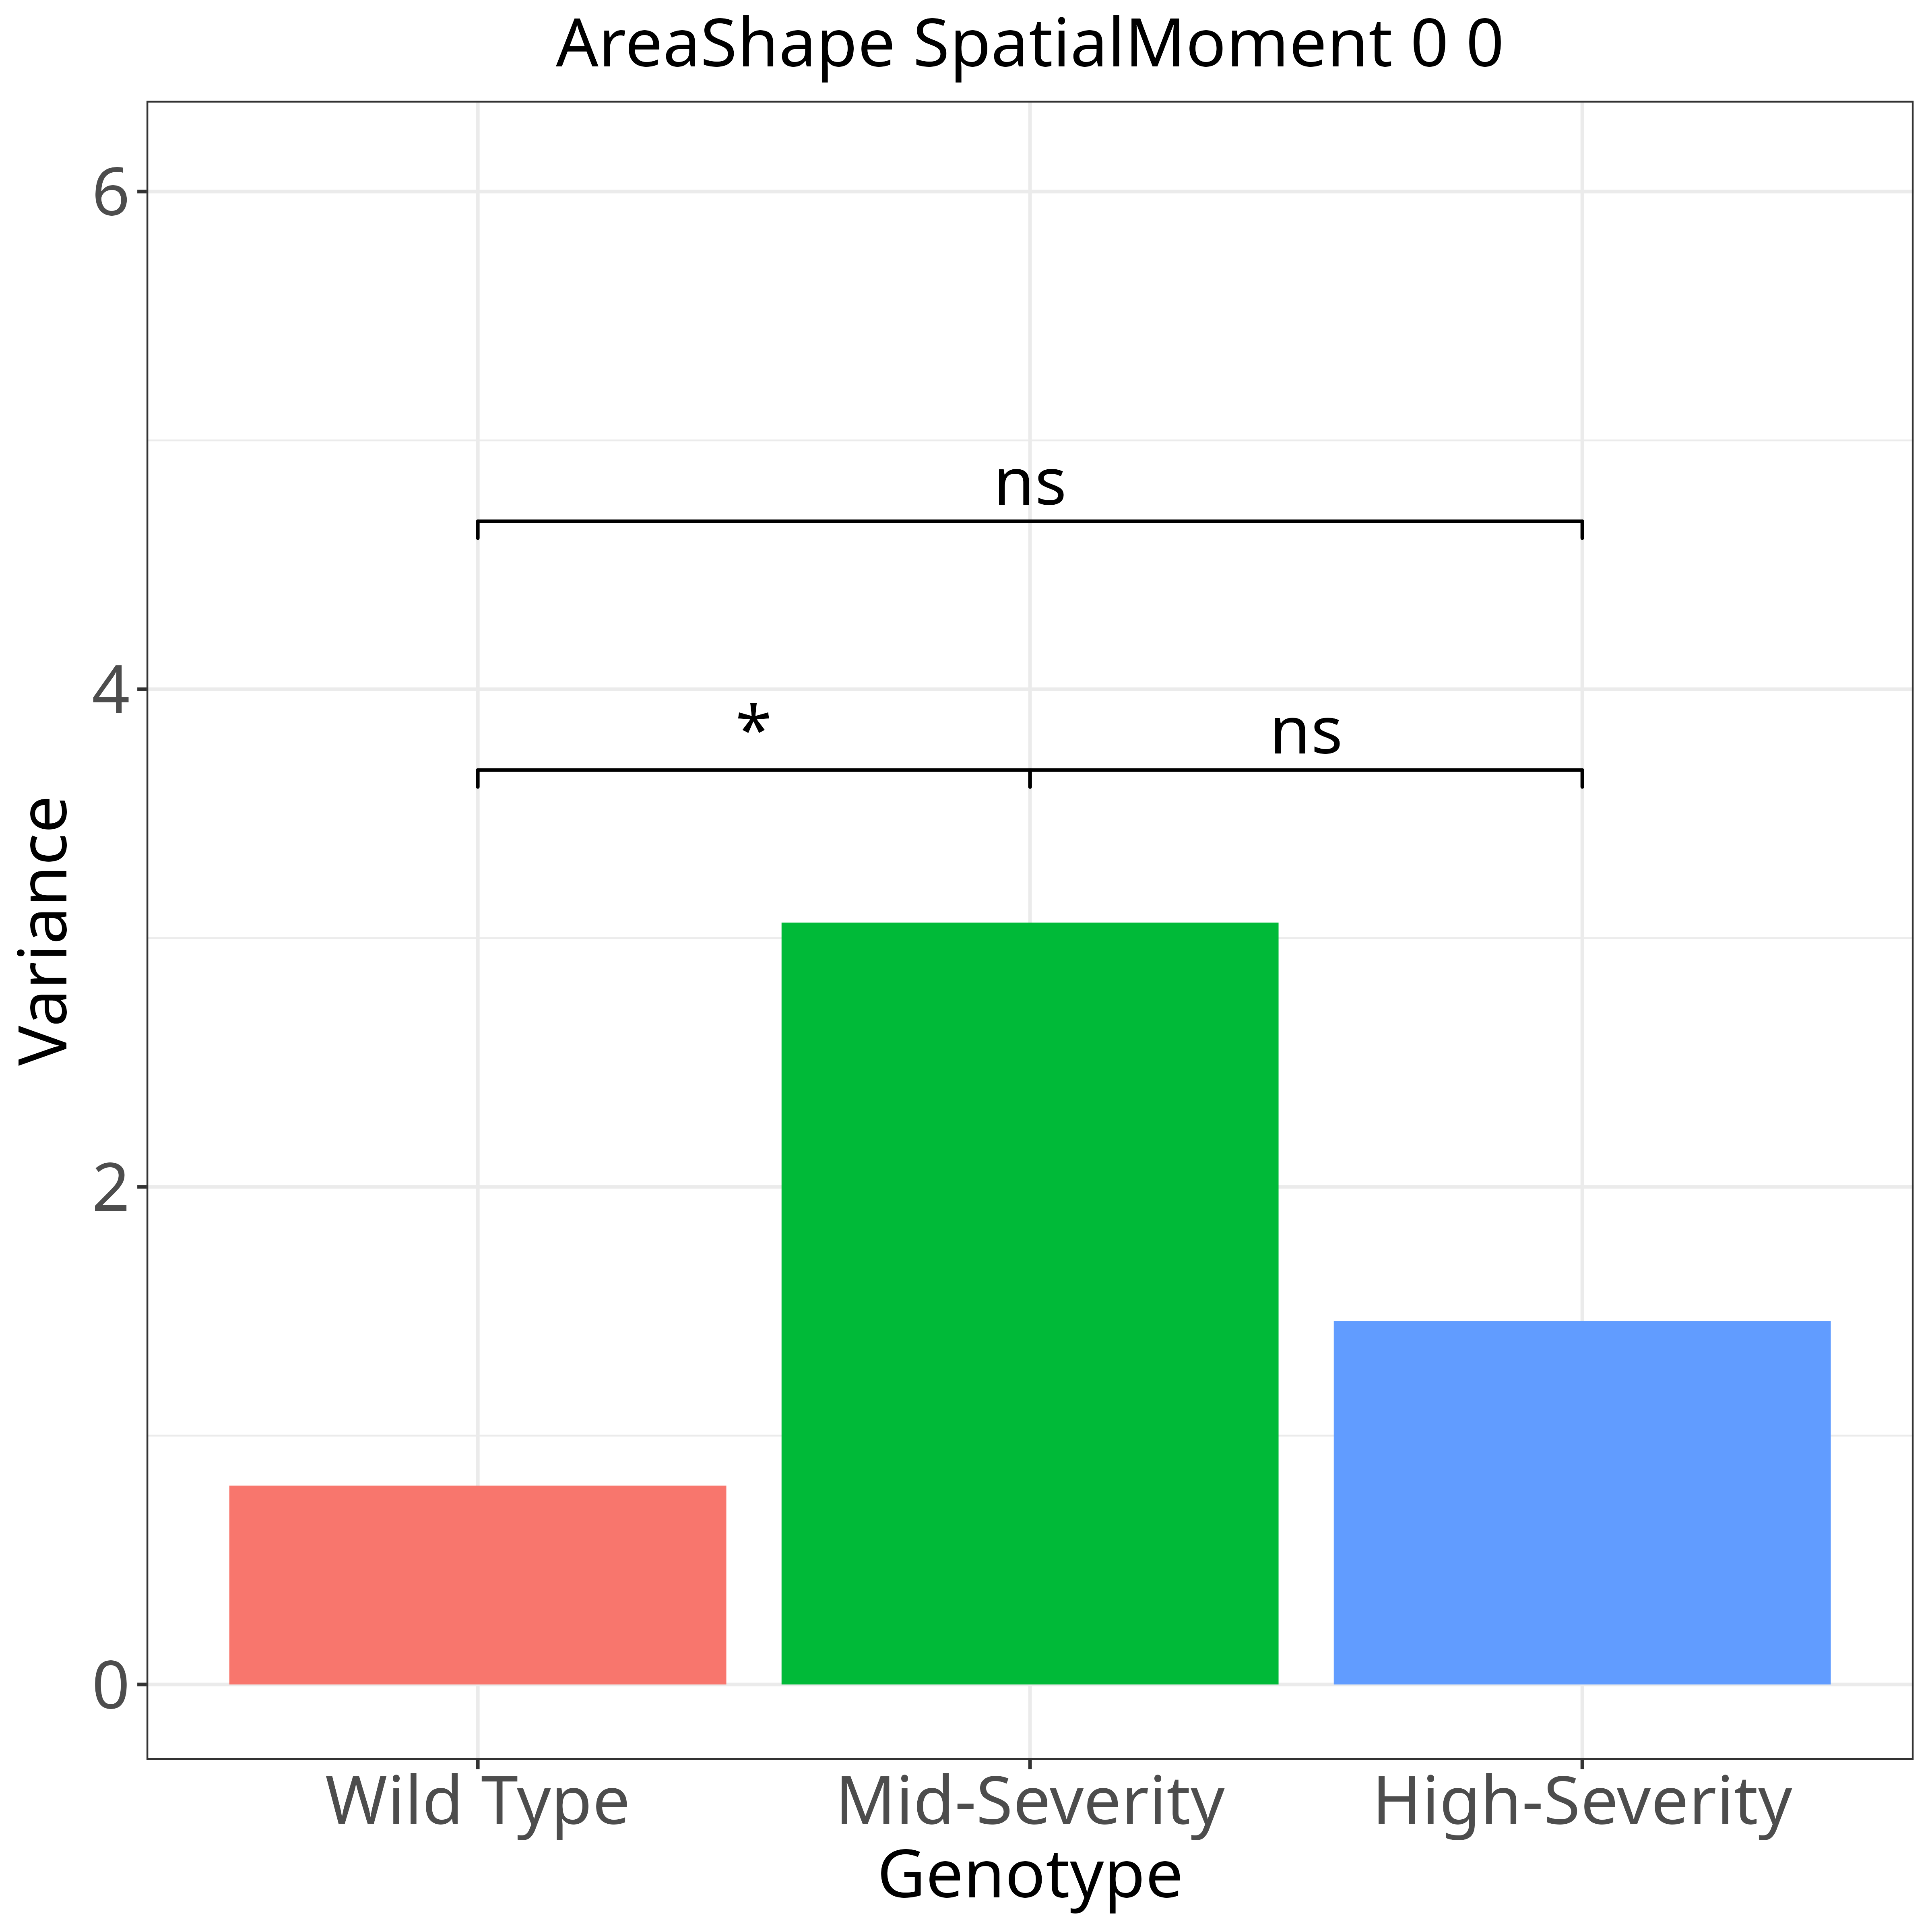 AreaShape SpatialMoment 0 0
6
ns
4
* ns
Variance
2
0
Wild Type Mid-Severity High-Severity
Genotype